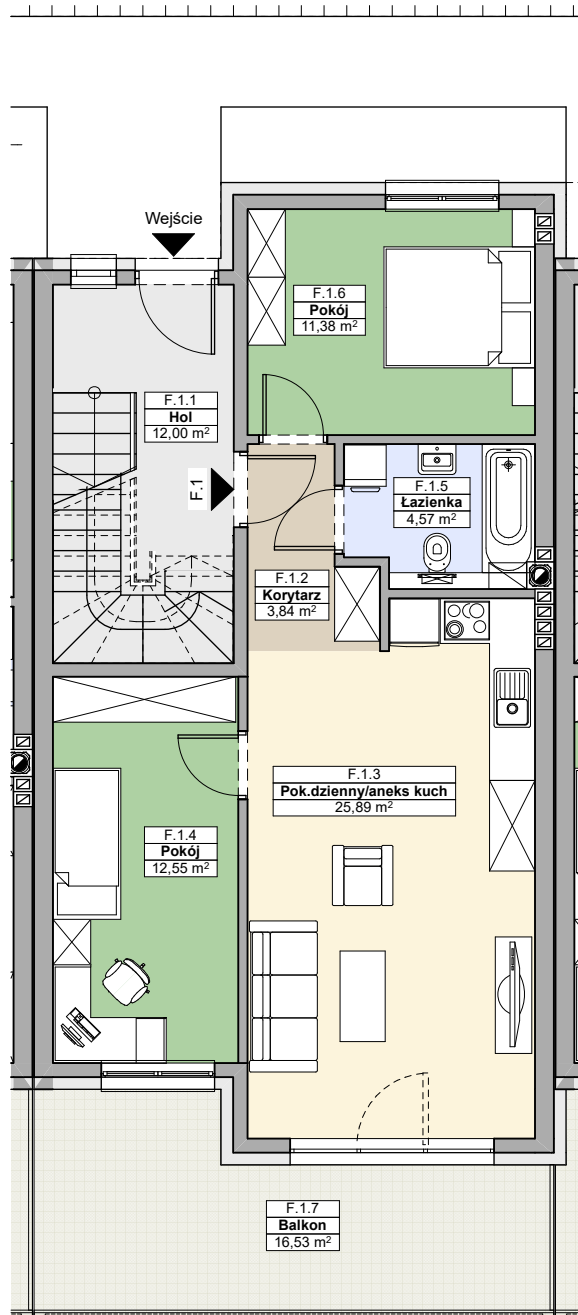 Wejście
F.1.6
Pokój
11,38 m²
F.1.1
Hol
12,00 m²
F.1
F.1.5
Łazienka
4,57 m²
F.1.2
Korytarz
3,84 m²
F.1.3
Pok.dzienny/aneks kuch
25,89 m²
F.1.4
Pokój
12,55 m²
F.1.7
Balkon
16,53 m²